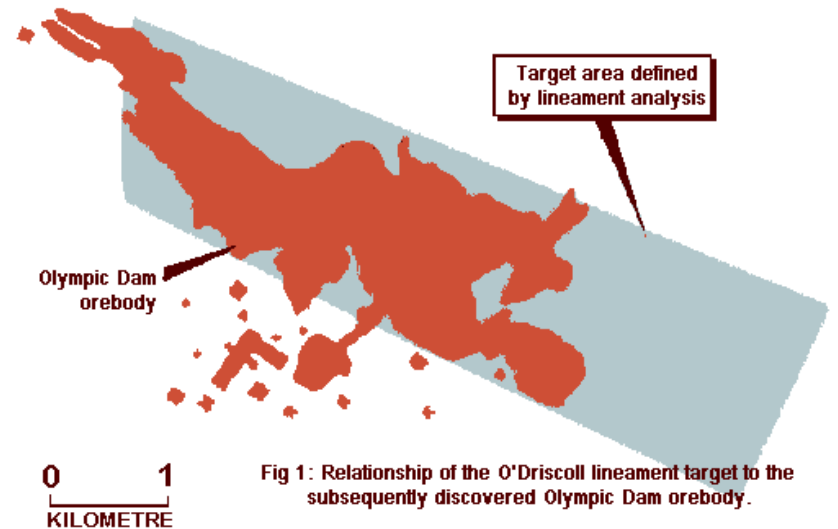 Target area defined
by lineament analysis
Olympic Dam
orebody
0 1
KILOMETRE
Fig 1: Relationship of the O'Driscoll lineament target to the
subsequently discovered Olympic Dam orebody.